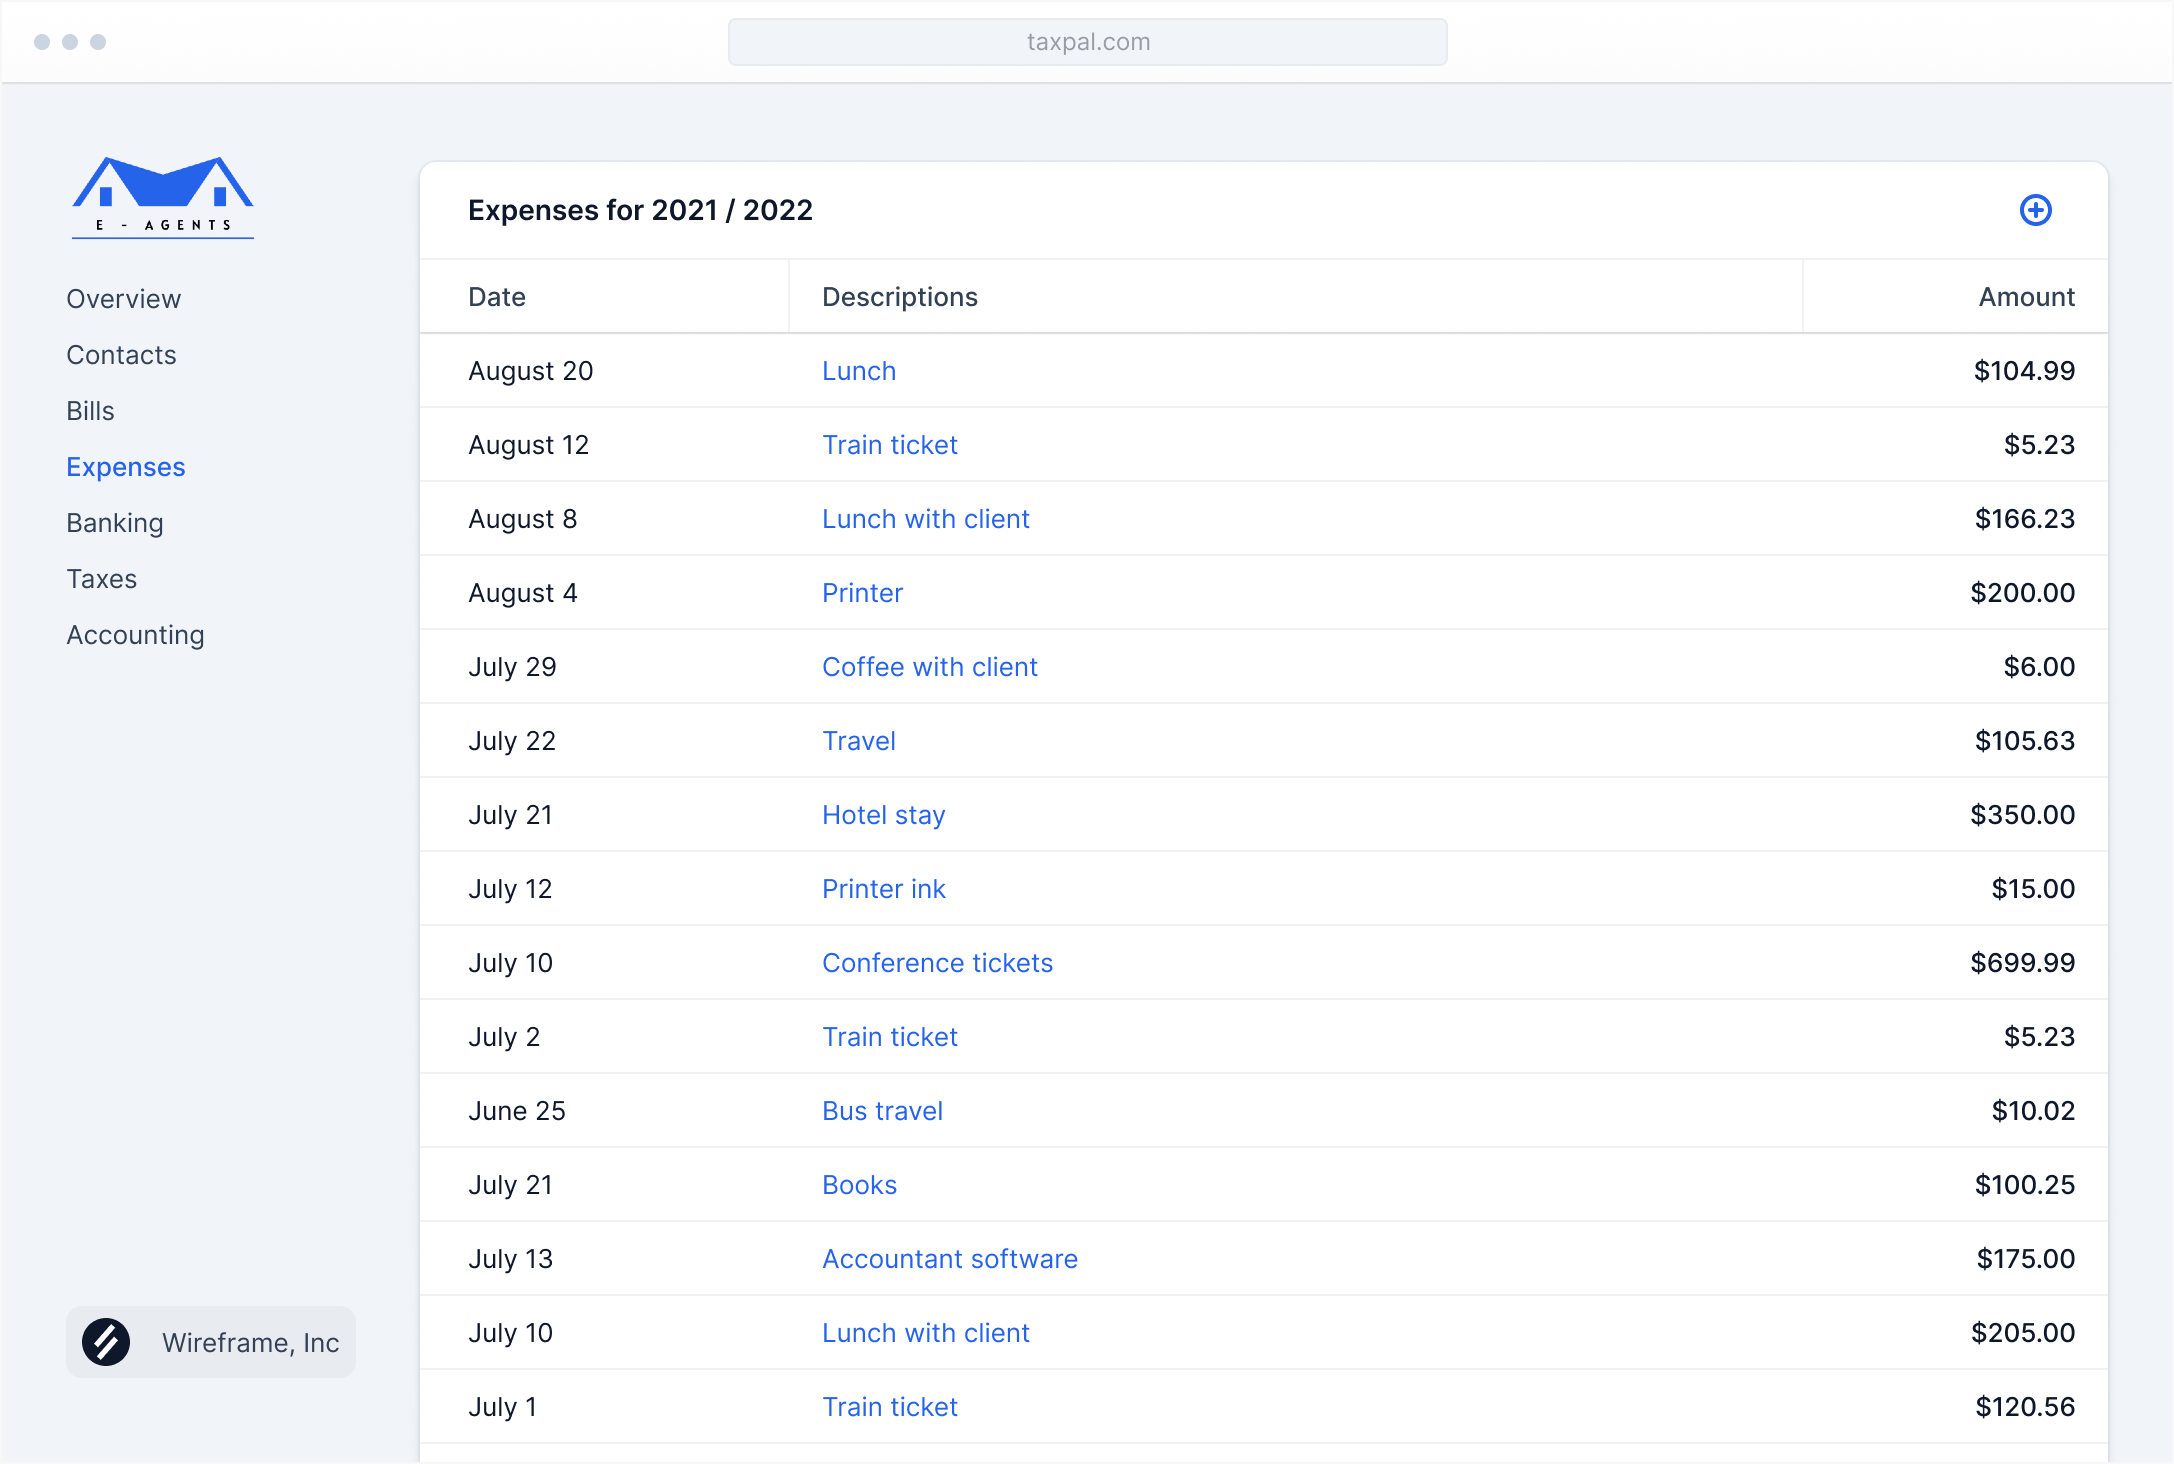 taxpal.com
E - AGENTS
Overview
Contacts
Bills
Expenses
Banking
Taxes
Accounting
Wireframe, Inc
Expenses for 2021 / 2022
Date Descriptions Amount
August 20 Lunch $104.99
August 12 Train ticket $5.23
August 8 Lunch with client $166.23
August 4 Printer $200.00
July 29 Coffee with client $6.00
July 22 Travel $105.63
July 21 Hotel stay $350.00
July 12 Printer ink $15.00
July 10 Conference tickets $699.99
July 2 Train ticket $5.23
June 25 Bus travel $10.02
July 21 Books $100.25
July 13 Accountant software $175.00
July 10 Lunch with client $205.00
July 1 Train ticket $120.56